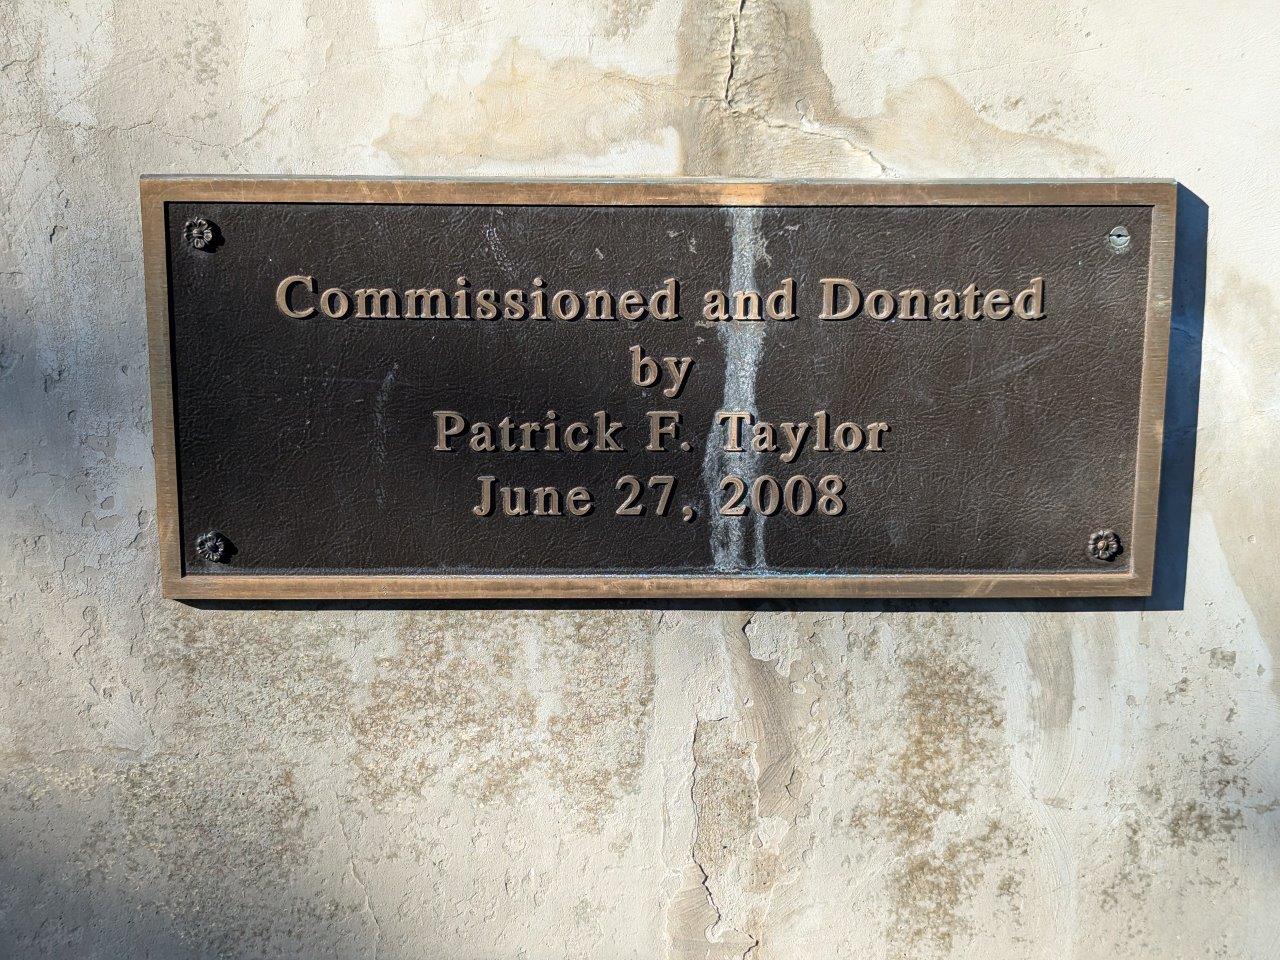 Commissioned and Donated
by
Patrick F. Taylor
June 27, 2008